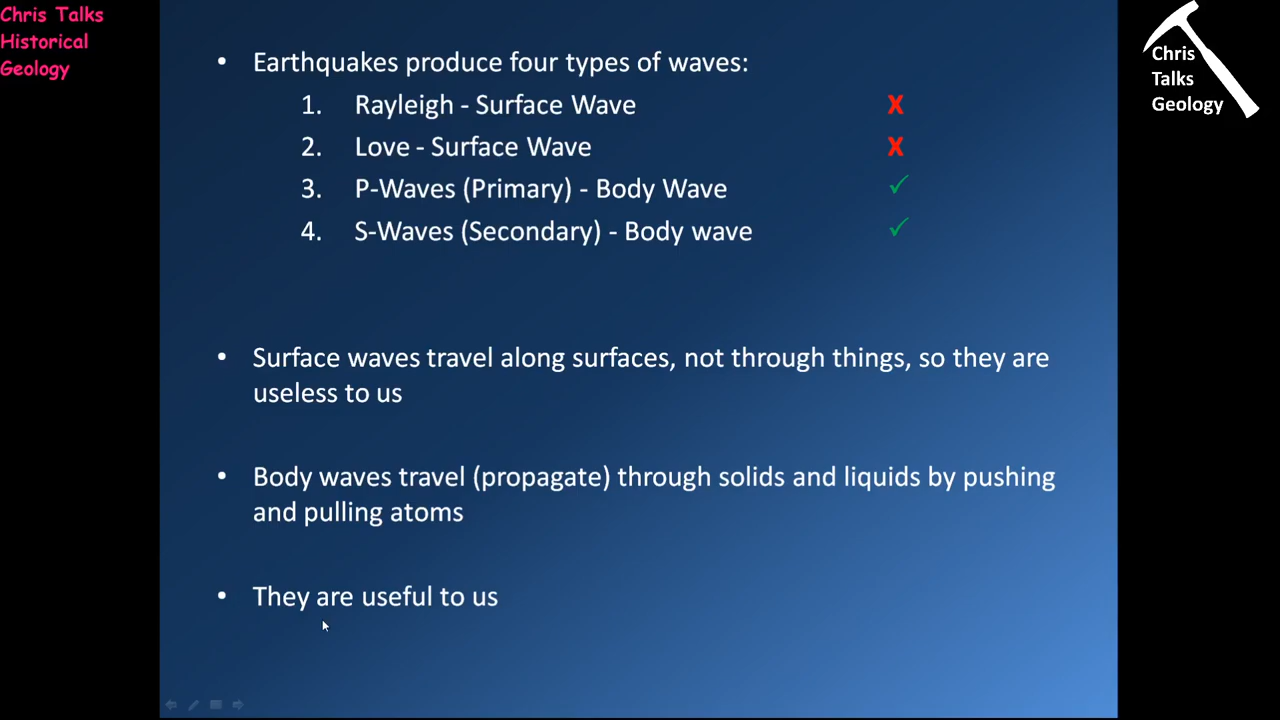 Chris Talks
Historical
Geology
Chris
Talks
Geology
• Earthquakes produce four types of waves:
1. Rayleigh - Surface Wave X
2. Love - Surface Wave X
3. P-Waves (Primary) - Body Wave ✓
4. S-Waves (Secondary) - Body wave ✓
• Surface waves travel along surfaces, not through things, so they are
useless to us
• Body waves travel (propagate) through solids and liquids by pushing
and pulling atoms
• They are useful to us